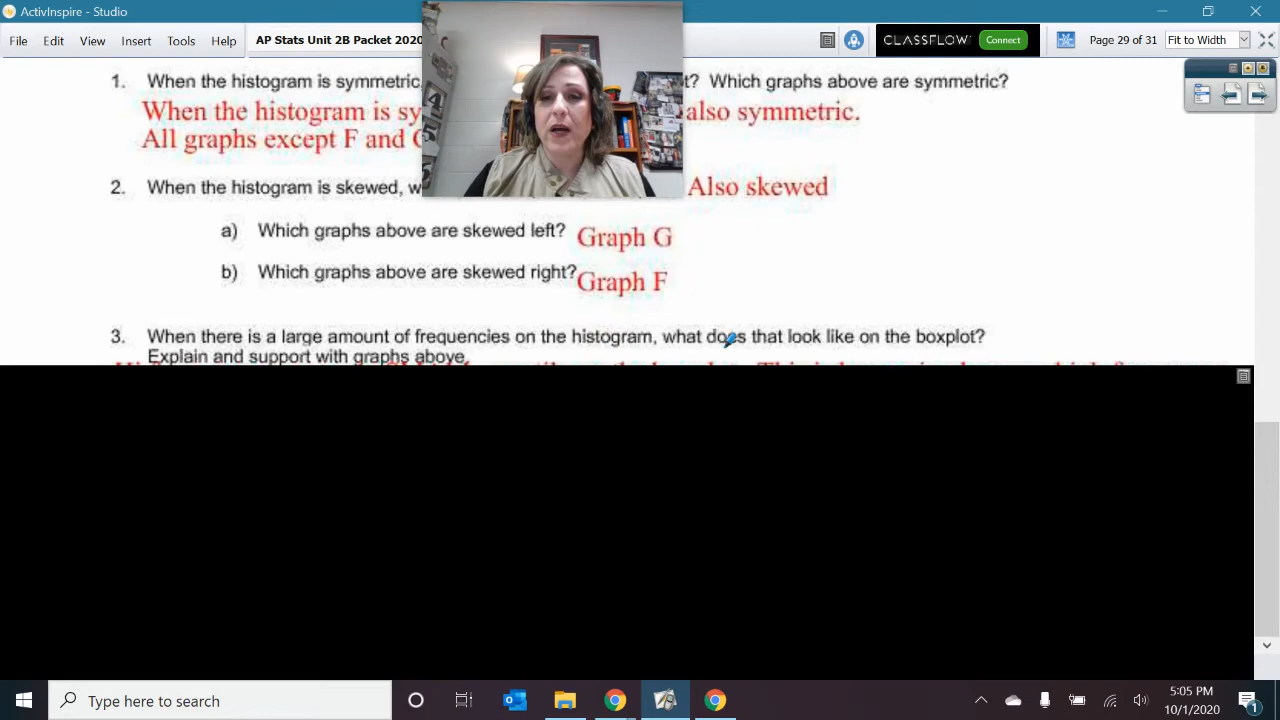 ActivInspire - Studio
File Edit View Insert Tools Help AP Stats Unit 2B Packet 2020 CLASSFLOW Connect Page 29 of 31 Fit to Width
1. When the histogram is symmetric, t? Which graphs above are symmetric?
When the histogram is sy also symmetric.
All graphs except F and
2. When the histogram is skewed, w Also skewed
a) Which graphs above are skewed left? Graph G
b) Which graphs above are skewed right? Graph F
3. When there is a large amount of frequencies on the histogram, what does that look like on the boxplot?
Explain and support with graphs above.
Type here to search
5:05 PM
10/1/2020
1